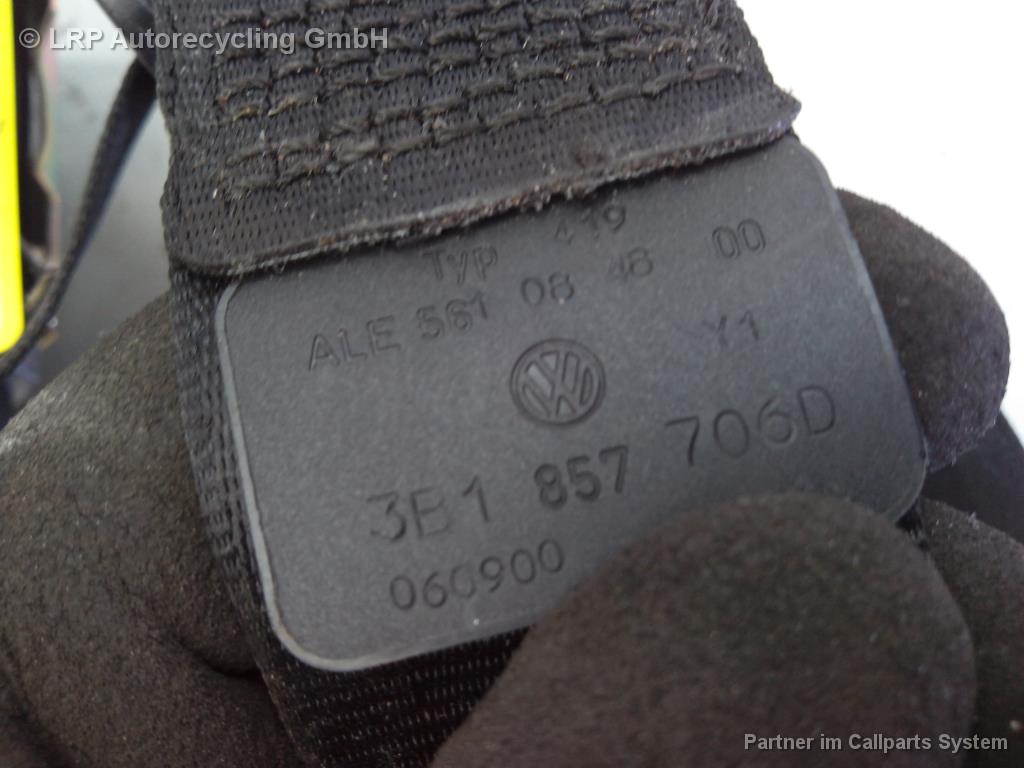 © LRP Autorecycling GmbH
Typ 419
ALE 561 08 48 00
Y1
VW
3B1 857 706D
060900
Partner im Callparts System